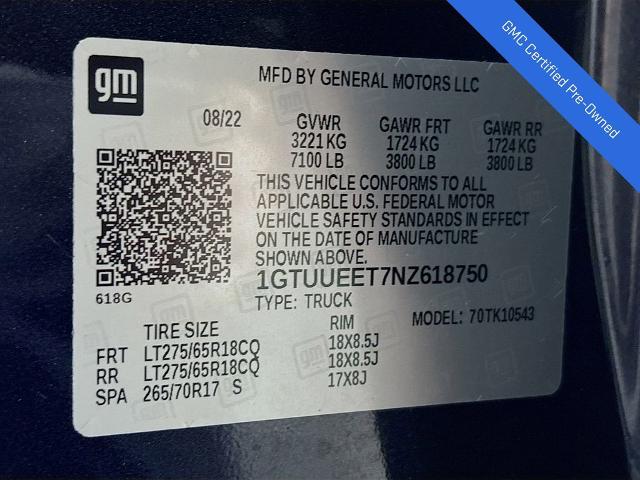 GMC Certified Pre-Owned
gm
MFD BY GENERAL MOTORS LLC
08/22
GVWR GAWR FRT GAWR RR
3221 KG 1724 KG 1724 KG
7100 LB 3800 LB 3800 LB
THIS VEHICLE CONFORMS TO ALL
APPLICABLE U.S. FEDERAL MOTOR
VEHICLE SAFETY STANDARDS IN EFFECT
ON THE DATE OF MANUFACTURE
SHOWN ABOVE.
618G
1GTUUEET7NZ618750
TYPE: TRUCK
MODEL: 70TK10543
TIRE SIZE RIM
FRT LT275/65R18CQ 18X8.5J
RR LT275/65R18CQ 18X8.5J
SPA 265/70R17 S 17X8J